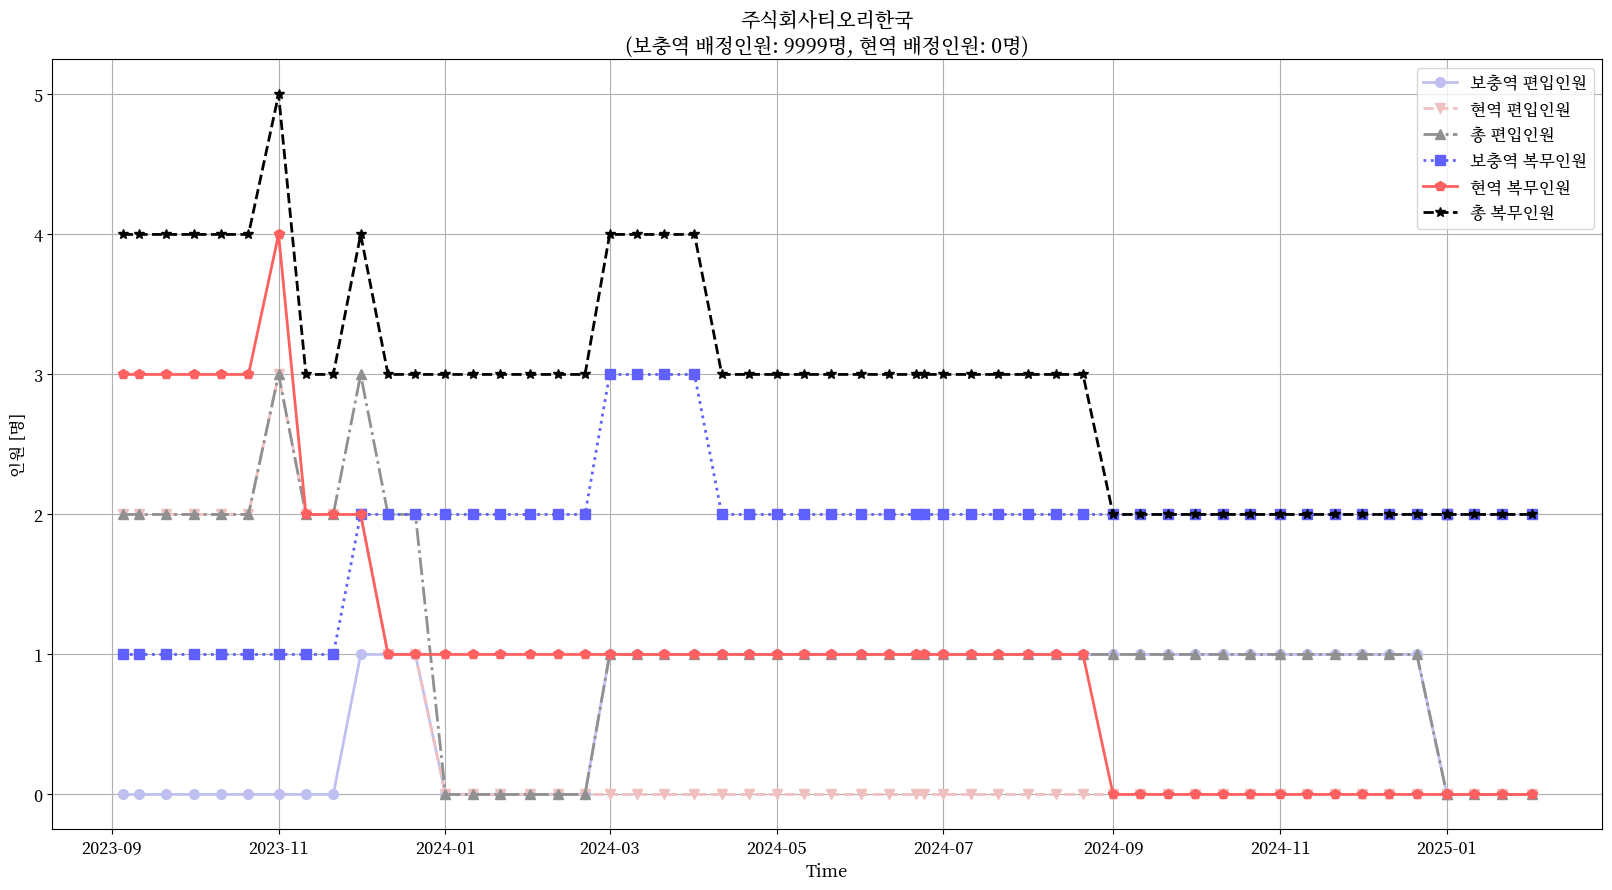 주식회사티오리한국
(보충역 배정인원: 9999명, 현역 배정인원: 0명)
보충역 편입인원
현역 편입인원
총 편입인원
보충역 복무인원
현역 복무인원
총 복무인원
5
4
3
2
1
0
인원 [명]
2023-09
2023-11
2024-01
2024-03
2024-05
2024-07
2024-09
2024-11
2025-01
Time